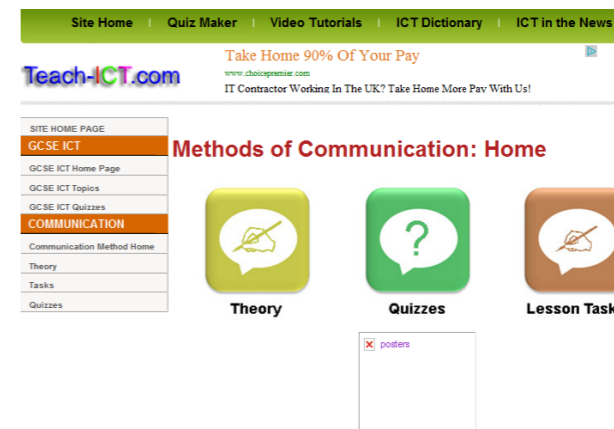 Site Home | Quiz Maker | Video Tutorials | ICT Dictionary | ICT in the News
Teach-ICT.com
Take Home 90% Of Your Pay
www.choicepremier.com
IT Contractor Working In The UK? Take Home More Pay With Us!
SITE HOME PAGE
GCSE ICT
GCSE ICT Home Page
GCSE ICT Topics
GCSE ICT Quizzes
COMMUNICATION
Communication Method Home
Theory
Tasks
Quizzes
Methods of Communication: Home
?
Theory Quizzes Lesson Task
posters